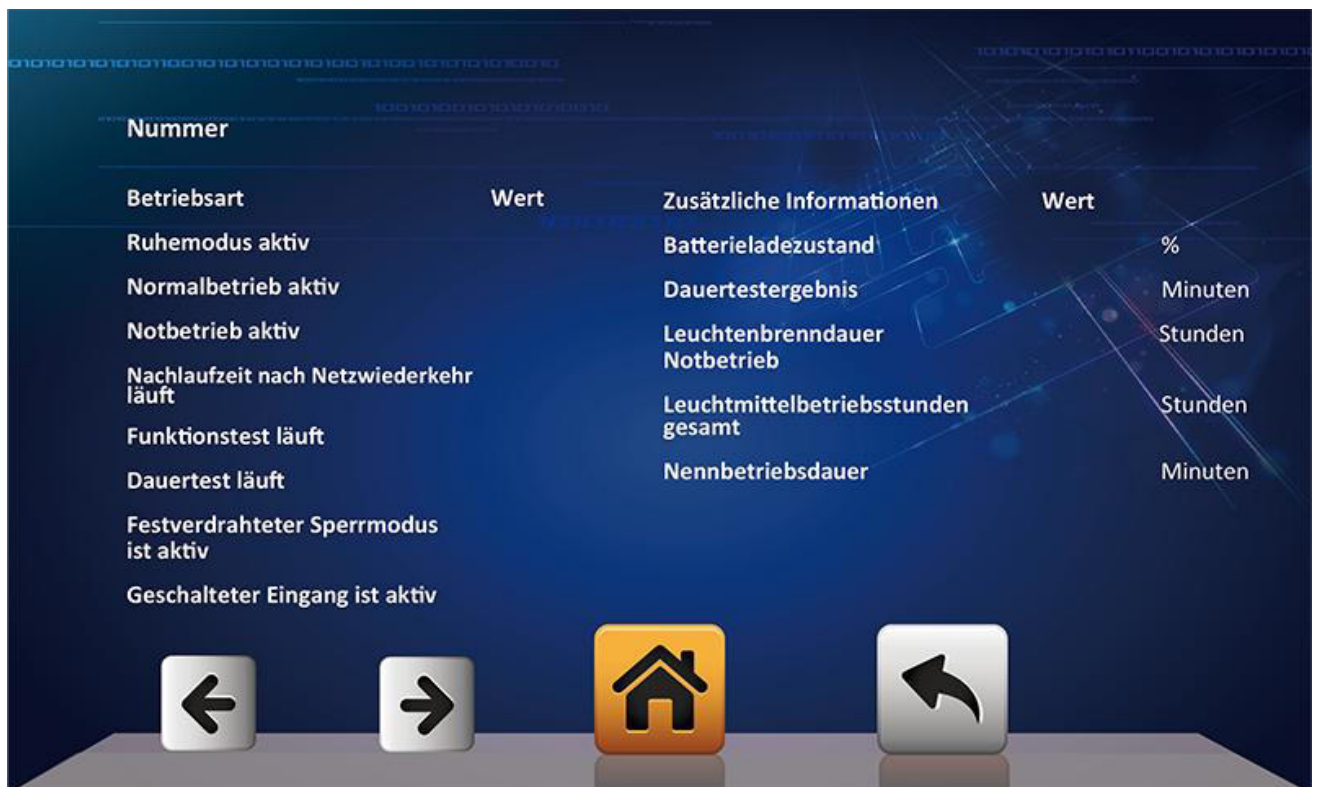 Nummer
Betriebsart Wert
Ruhemodus aktiv
Normalbetrieb aktiv
Notbetrieb aktiv
Nachlaufzeit nach Netzwiederkehr
läuft
Funktionstest läuft
Dauertest läuft
Festverdrahteter Sperrmodus
ist aktiv
Geschalteter Eingang ist aktiv
Zusätzliche Informationen Wert
Batterieladezustand %
Dauertestergebnis Minuten
Leuchtenbrenndauer Stunden
Notbetrieb
Leuchtmittelbetriebsstunden Stunden
gesamt
Nennbetriebsdauer Minuten